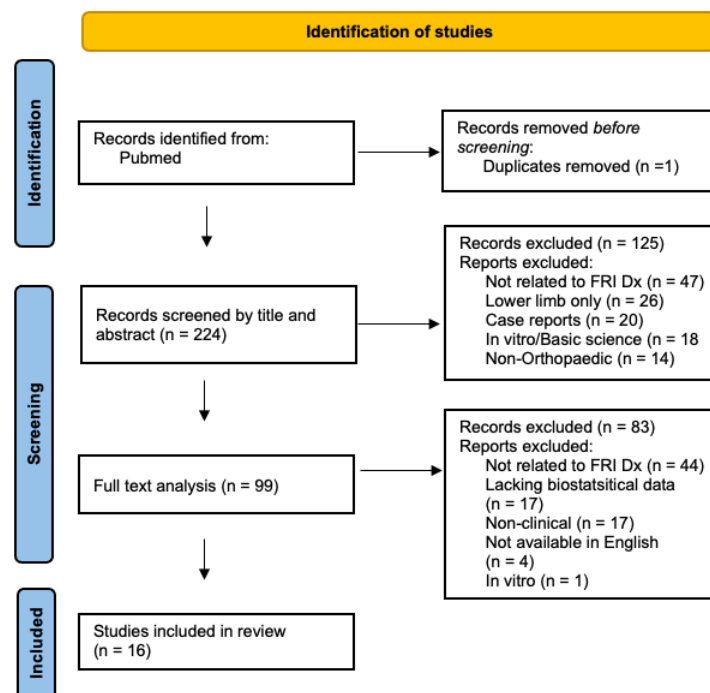 Identification of studies
Identification
Records identified from:
Pubmed
Records removed before
screening:
Duplicates removed (n =1)
Screening
Records screened by title and
abstract (n = 224)
Records excluded (n = 125)
Reports excluded:
Not related to FRI Dx (n = 47)
Lower limb only (n = 26)
Case reports (n = 20)
In vitro/Basic science (n = 18
Non-Orthopaedic (n = 14)
Full text analysis (n = 99)
Records excluded (n = 83)
Reports excluded:
Not related to FRI Dx (n = 44)
Lacking biostatsitical data
(n = 17)
Non-clinical (n = 17)
Not available in English
(n = 4)
In vitro (n = 1)
Included
Studies included in review
(n = 16)